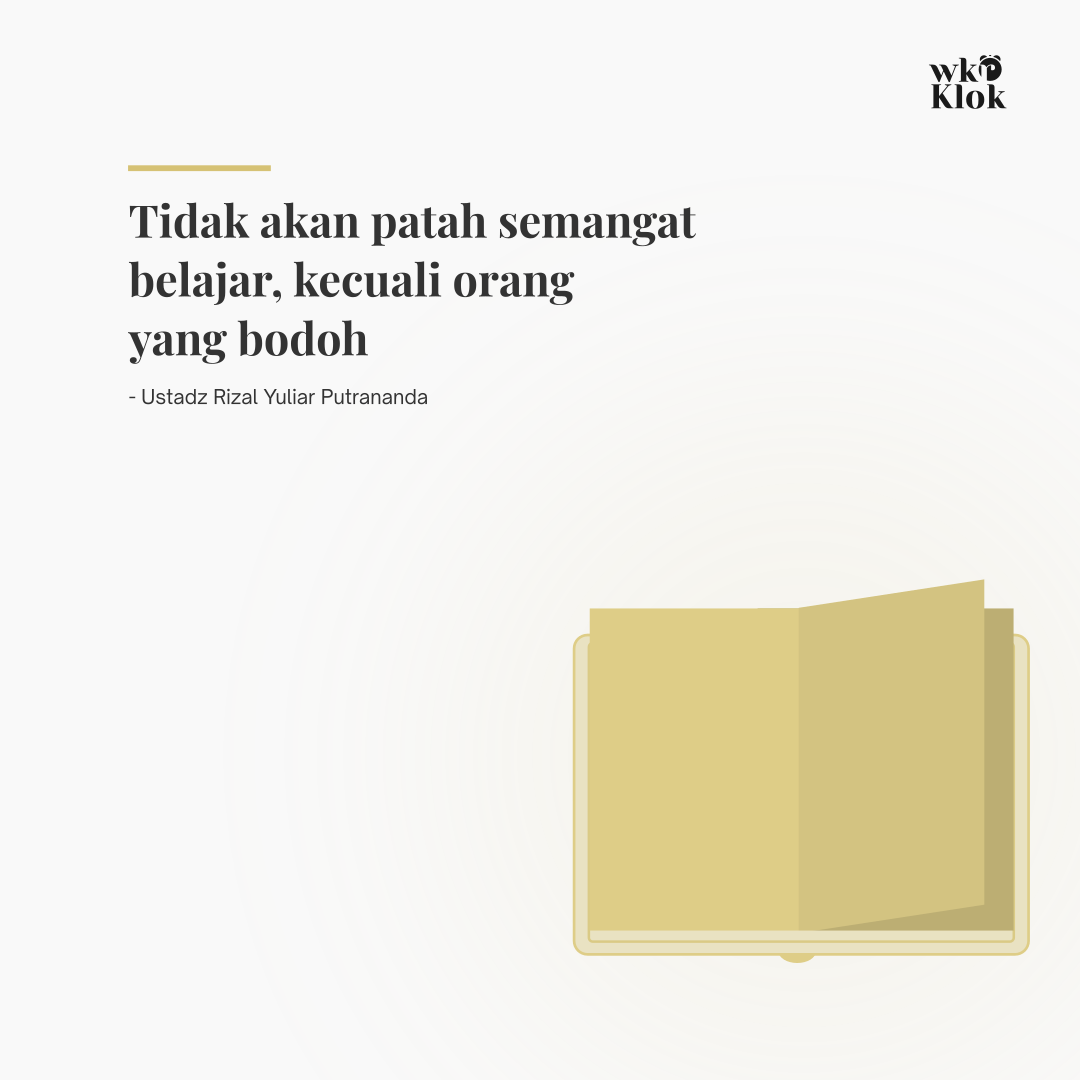 wk
Klok
Tidak akan patah semangat
belajar, kecuali orang
yang bodoh
- Ustadz Rizal Yuliar Putrananda